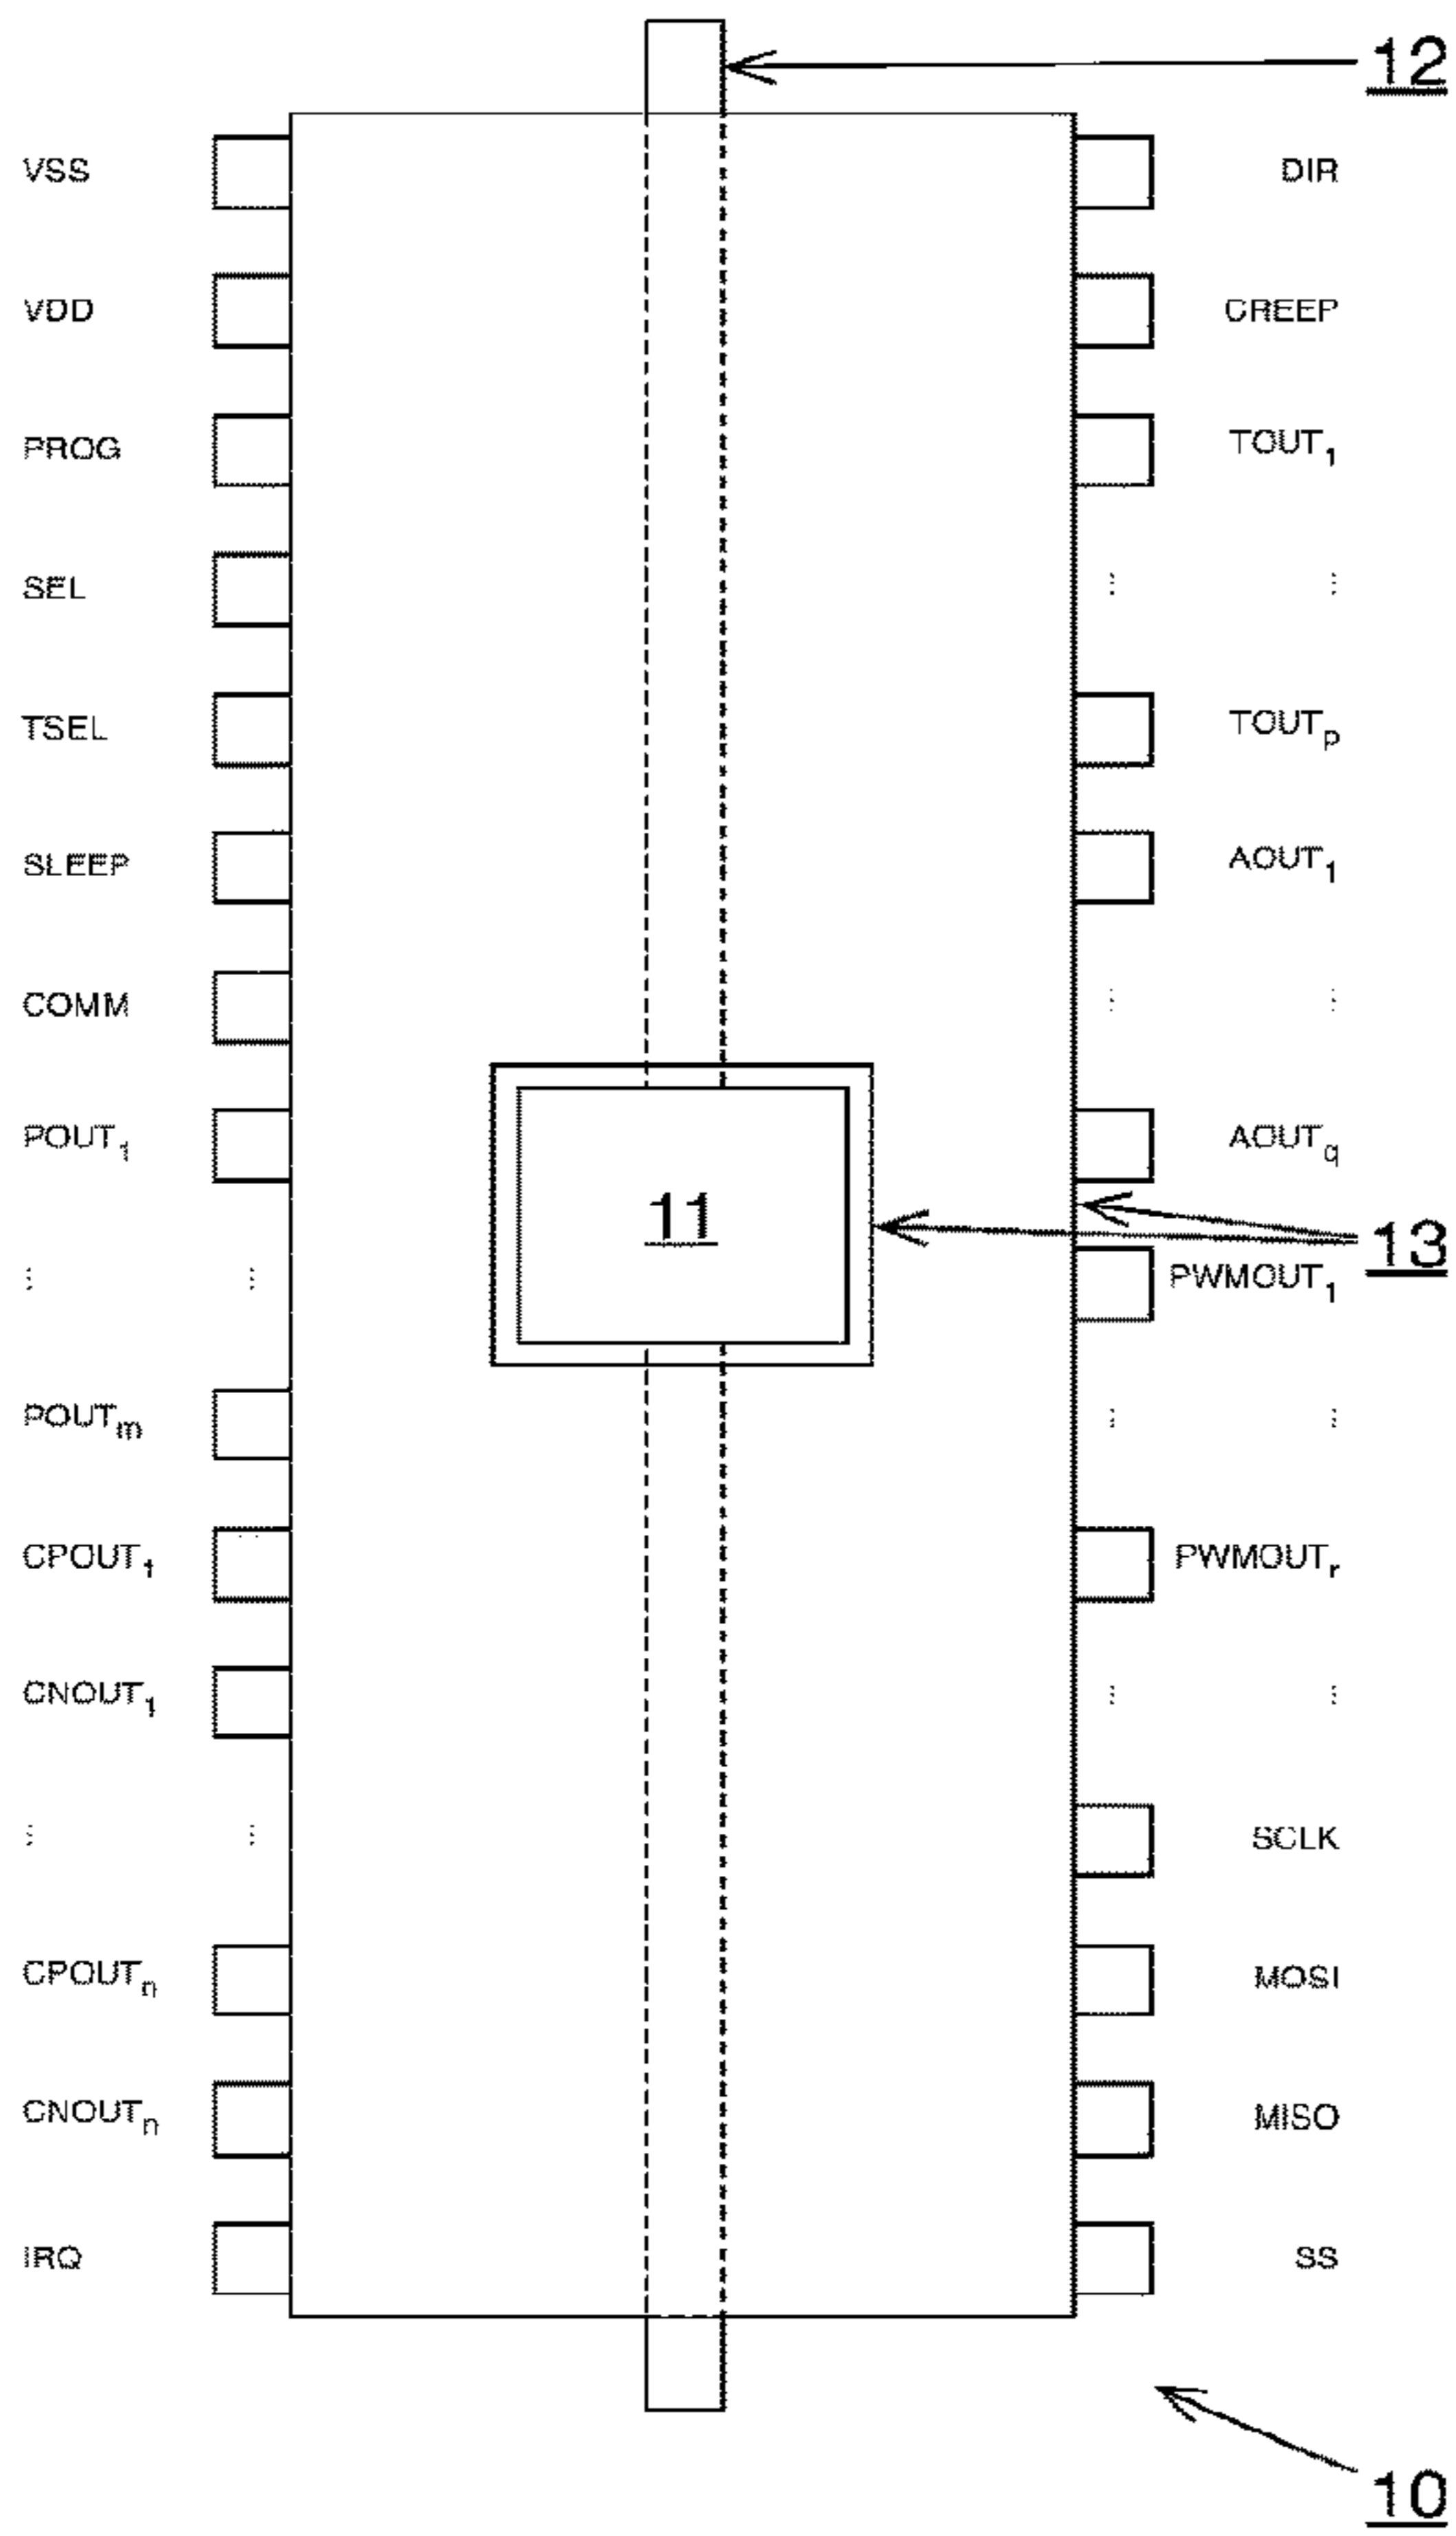 12
VSS DIR
VDD CREEP
PROG TOUT₁
SEL ⋮ ⋮
TSEL TOUTₚ
SLEEP AOUT₁
COMM ⋮ ⋮
POUT₁ AOUT_q
11
13
⋮ ⋮ PWMOUT₁
POUTₘ ⋮ ⋮
CPOUT₁ PWMOUTᵣ
CNOUT₁ ⋮ ⋮
⋮ ⋮ SCLK
CPOUTₙ MOSI
CNOUTₙ MISO
IRQ SS
10